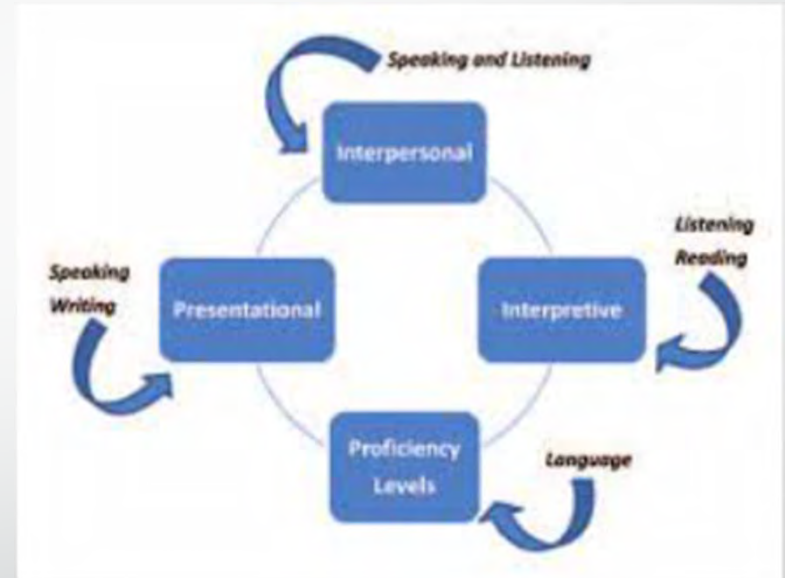 Speaking and Listening
Interpersonal
Listening
Reading
Speaking
Writing
Presentational
Interpretive
Proficiency
Levels
Language